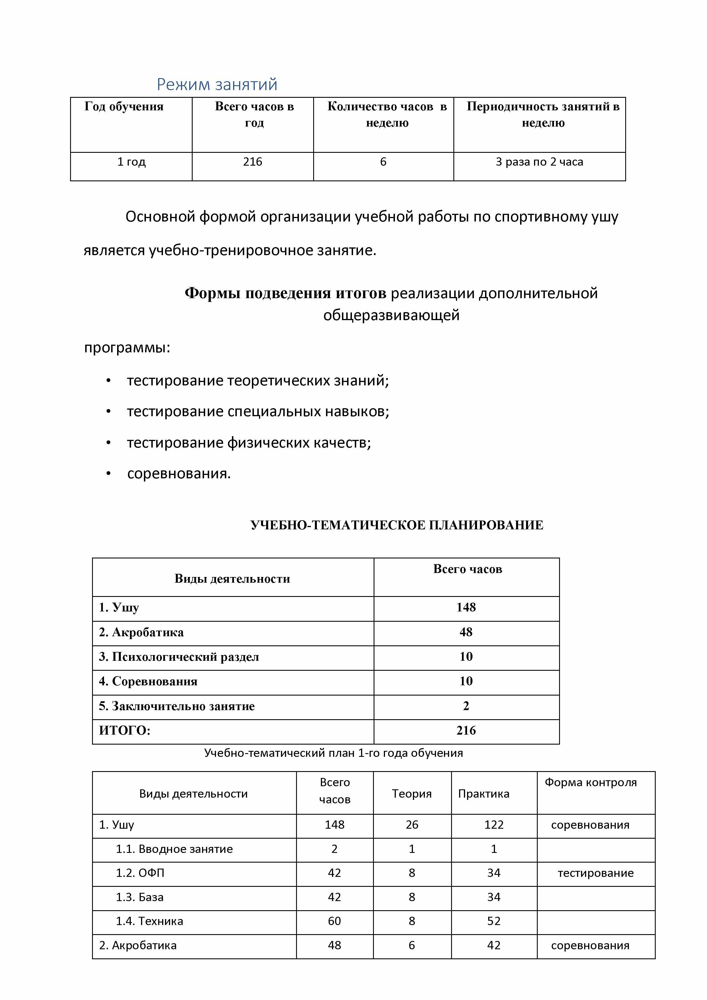 Режим занятий
Год обучения Всего часов в год Количество часов в неделю Периодичность занятий в неделю
1 год 216 6 3 раза по 2 часа
Основной формой организации учебной работы по спортивному ушу
является учебно-тренировочное занятие.
Формы подведения итогов реализации дополнительной
общеразвивающей
программы:
• тестирование теоретических знаний;
• тестирование специальных навыков;
• тестирование физических качеств;
• соревнования.
УЧЕБНО-ТЕМАТИЧЕСКОЕ ПЛАНИРОВАНИЕ
Виды деятельности Всего часов
1. Ушу 148
2. Акробатика 48
3. Психологический раздел 10
4. Соревнования 10
5. Заключительно занятие 2
ИТОГО: 216
Учебно-тематический план 1-го года обучения
Виды деятельности Всего часов Теория Практика Форма контроля
1. Ушу 148 26 122 соревнования
1.1. Вводное занятие 2 1 1
1.2. ОФП 42 8 34 тестирование
1.3. База 42 8 34
1.4. Техника 60 8 52
2. Акробатика 48 6 42 соревнования